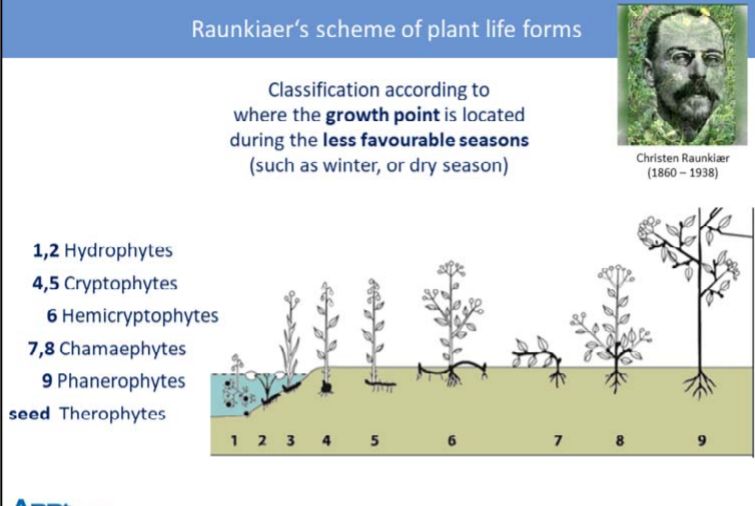 Raunkiaer‘s scheme of plant life forms
Classification according to
where the growth point is located
during the less favourable seasons
(such as winter, or dry season)
Christen Raunkiær
(1860 – 1938)
1,2 Hydrophytes
4,5 Cryptophytes
6 Hemicryptophytes
7,8 Chamaephytes
9 Phanerophytes
seed Therophytes
1 2 3 4 5 6 7 8 9